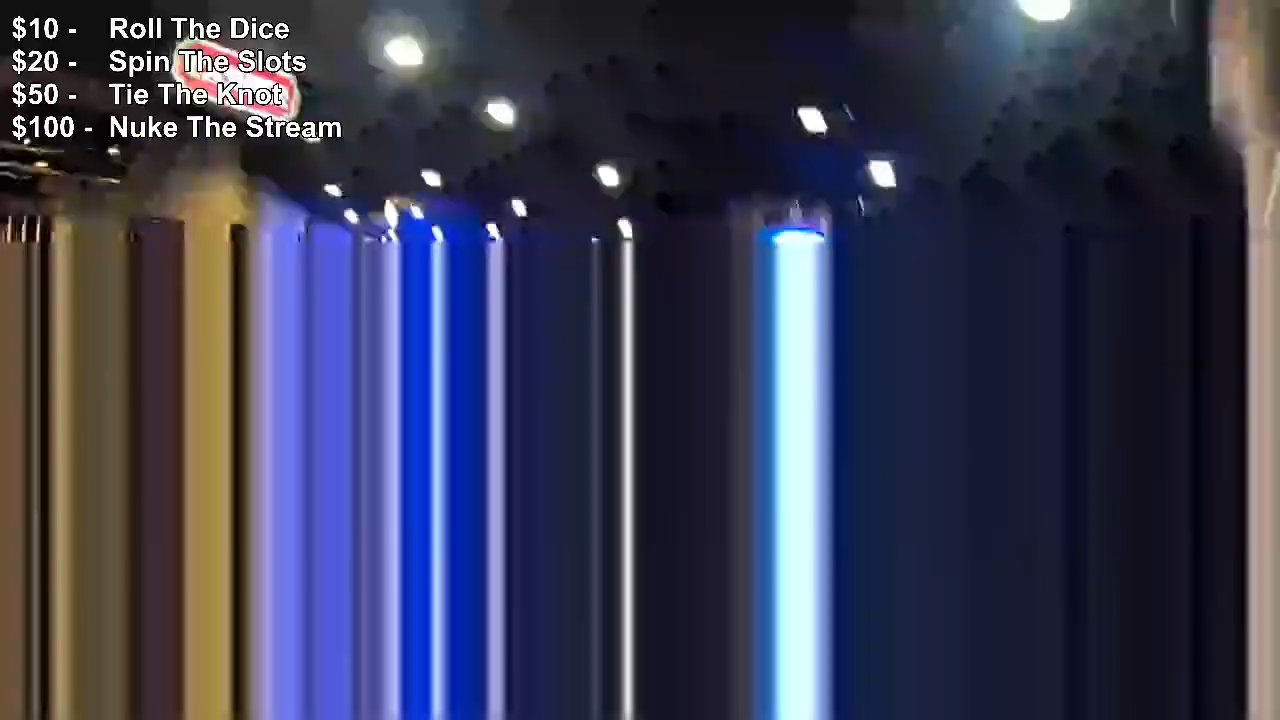 $10 - Roll The Dice
$20 - Spin The Slots
$50 - Tie The Knot
$100 - Nuke The Stream